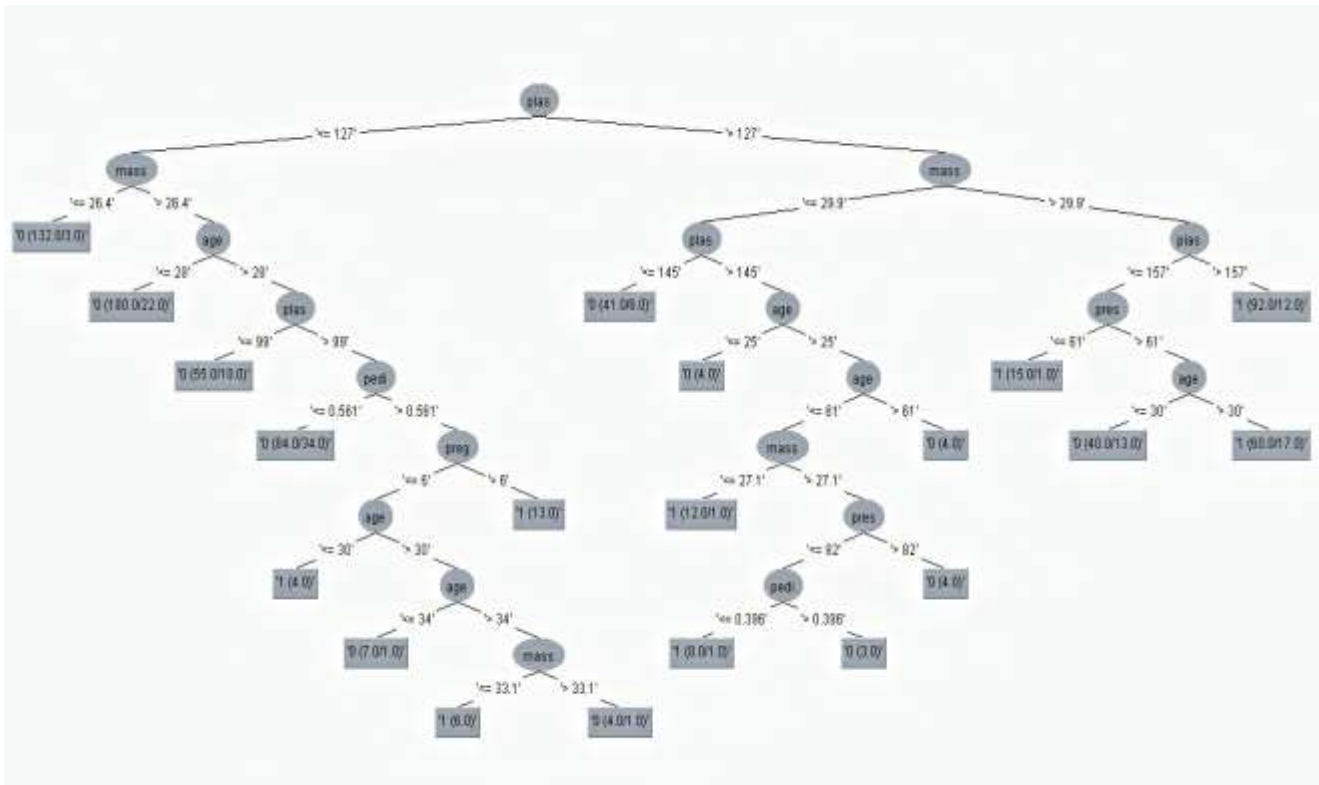 plas
'<= 127' '> 127'
mass mass
'<= 26.4' '> 26.4' '<= 29.9' '> 29.9'
'0 (132.0/3.0)' age plas plas
'<= 28' '> 28' '<= 145' '> 145' '<= 157' '> 157'
'0 (180.0/22.0)' plas '0 (41.0/6.0)' age pres '1 (92.0/12.0)'
'<= 99' '> 99' '<= 25' '> 25' '<= 61' '> 61'
'0 (55.0/10.0)' pedi '0 (4.0)' age '1 (15.0/1.0)' age
'<= 0.561' '> 0.561' '<= 61' '> 61' '<= 30' '> 30'
'0 (84.0/34.0)' preg mass '0 (4.0)' '0 (40.0/13.0)' '1 (60.0/17.0)'
'<= 6' '> 6' '<= 27.1' '> 27.1'
age '1 (13.0)' '1 (12.0/1.0)' pres
'<= 30' '> 30' '<= 82' '> 82'
'1 (4.0)' age pedi '0 (4.0)'
'<= 34' '> 34' '<= 0.396' '> 0.396'
'0 (7.0/1.0)' mass '1 (8.0/1.0)' '0 (3.0)'
'<= 33.1' '> 33.1'
'1 (6.0)' '0 (4.0/1.0)'